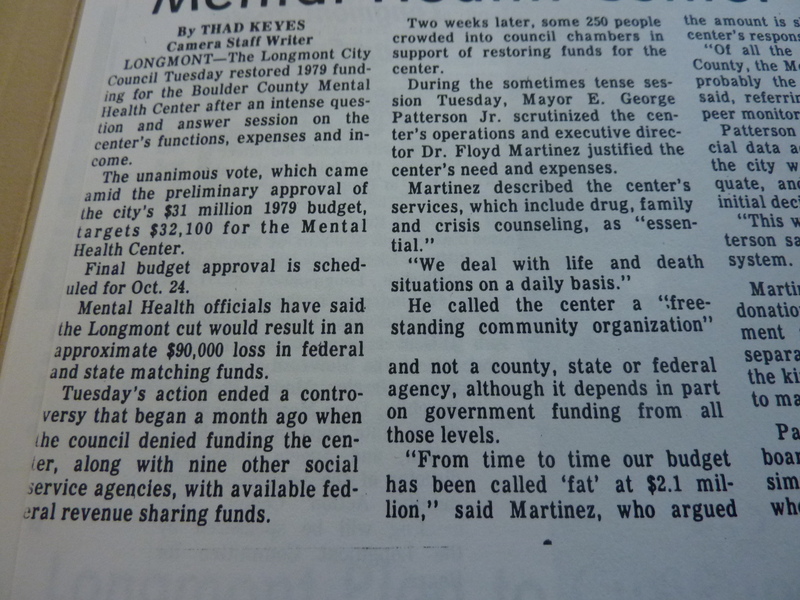 Mental Health Center
By THAD KEYES
Camera Staff Writer
LONGMONT—The Longmont City
Council Tuesday restored 1979 fund-
ing for the Boulder County Mental
Health Center after an intense ques-
tion and answer session on the
center's functions, expenses and in-
come.
The unanimous vote, which came
amid the preliminary approval of
the city's $31 million 1979 budget,
targets $32,100 for the Mental
Health Center.
Final budget approval is sched-
uled for Oct. 24.
Mental Health officials have said
the Longmont cut would result in an
approximate $90,000 loss in federal
and state matching funds.
Tuesday's action ended a contro-
versy that began a month ago when
the council denied funding the cen-
ter, along with nine other social
service agencies, with available fed-
eral revenue sharing funds.
Two weeks later, some 250 people
crowded into council chambers in
support of restoring funds for the
center.
During the sometimes tense ses-
sion Tuesday, Mayor E. George
Patterson Jr. scrutinized the cen-
ter's operations and executive direc-
tor Dr. Floyd Martinez justified the
center's need and expenses.
Martinez described the center's
services, which include drug, family
and crisis counseling, as "essen-
tial."
"We deal with life and death
situations on a daily basis."
He called the center a "free-
standing community organization"
and not a county, state or federal
agency, although it depends in part
on government funding from all
those levels.
"From time to time our budget
has been called 'fat' at $2.1 mil-
lion," said Martinez, who argued
the amount is s
center's respon
"Of all the
County, the Me
probably the
said, referrin
peer monitor
Patterson
cial data a
the city w
quate, and
initial deci
"This w
terson sa
system.
Martin
donatio
ment
separa
the ki
to ma
Pa
boar
sim
who